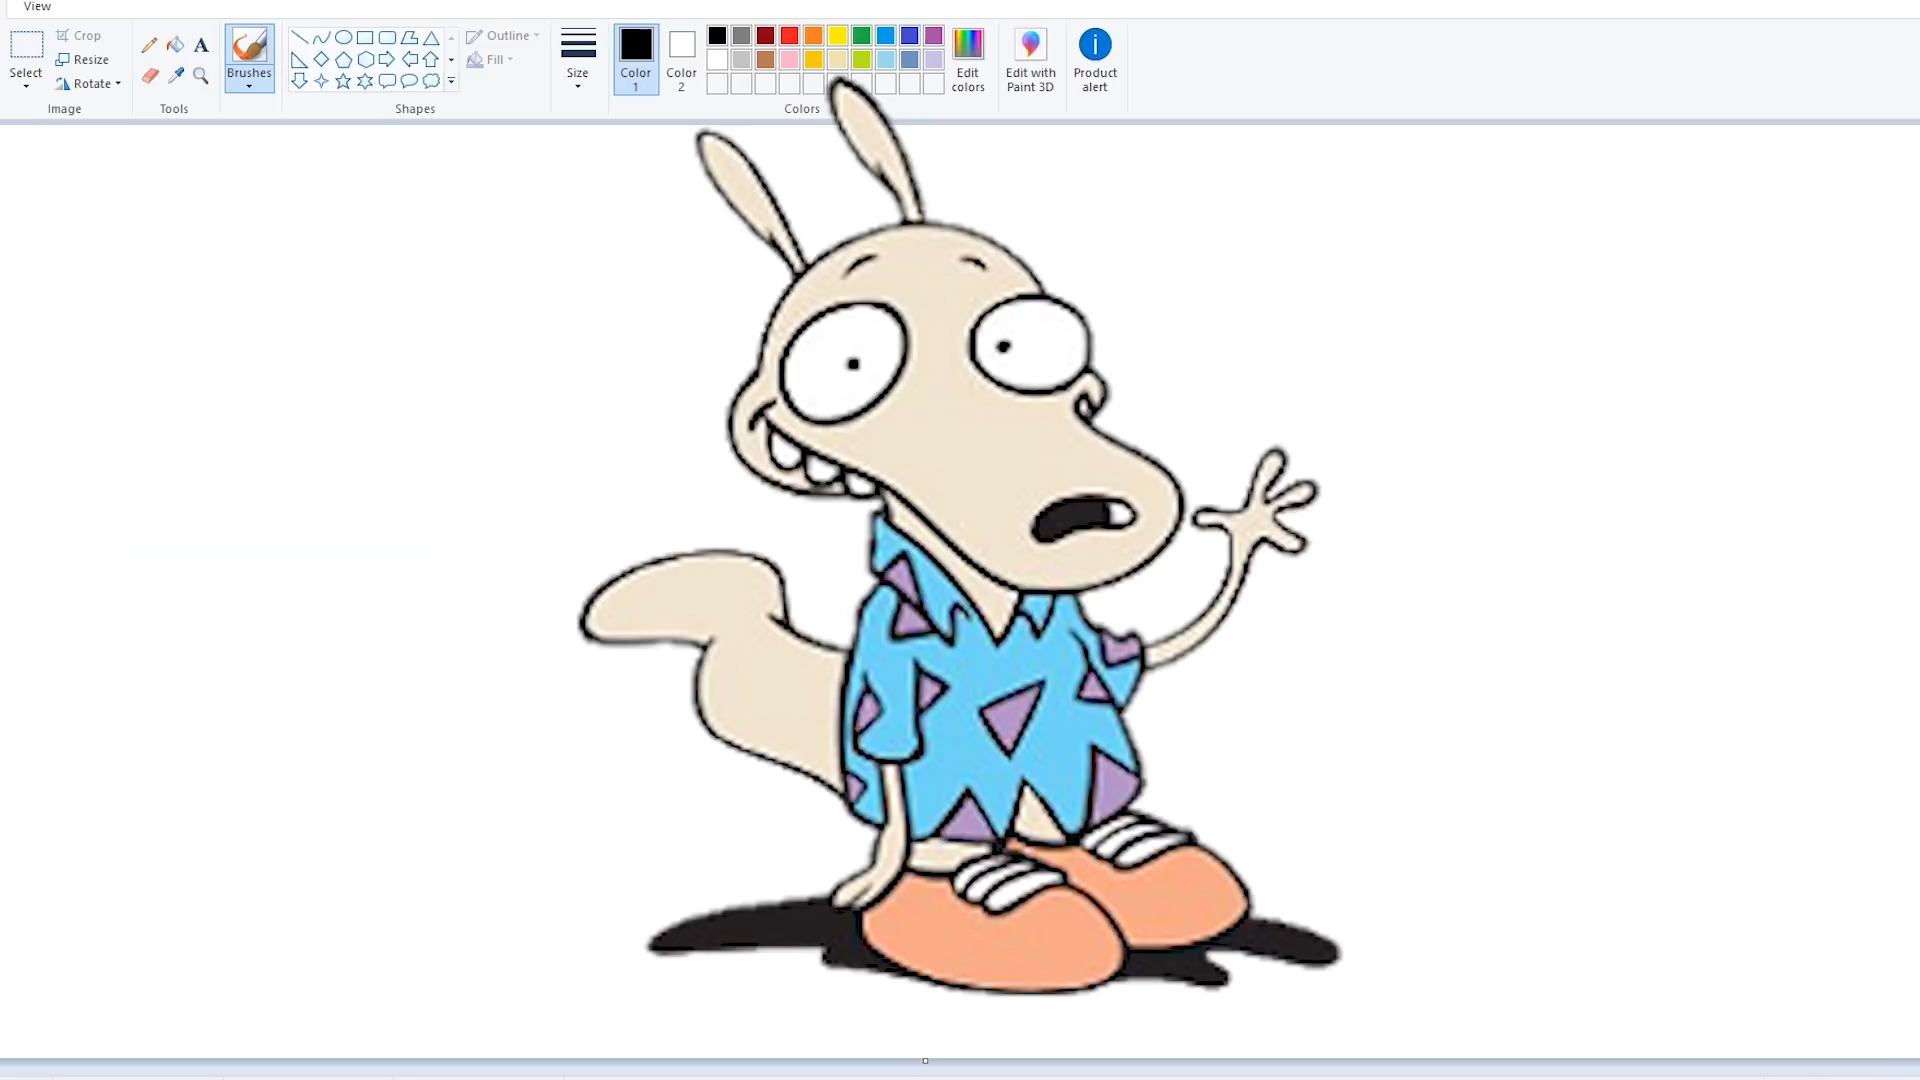 View
Crop
Resize
Rotate
Select
Image
A
Tools
Brushes
Outline
Fill
Shapes
Size
Color
1
Color
2
Colors
Edit
colors
Edit with
Paint 3D
Product
alert